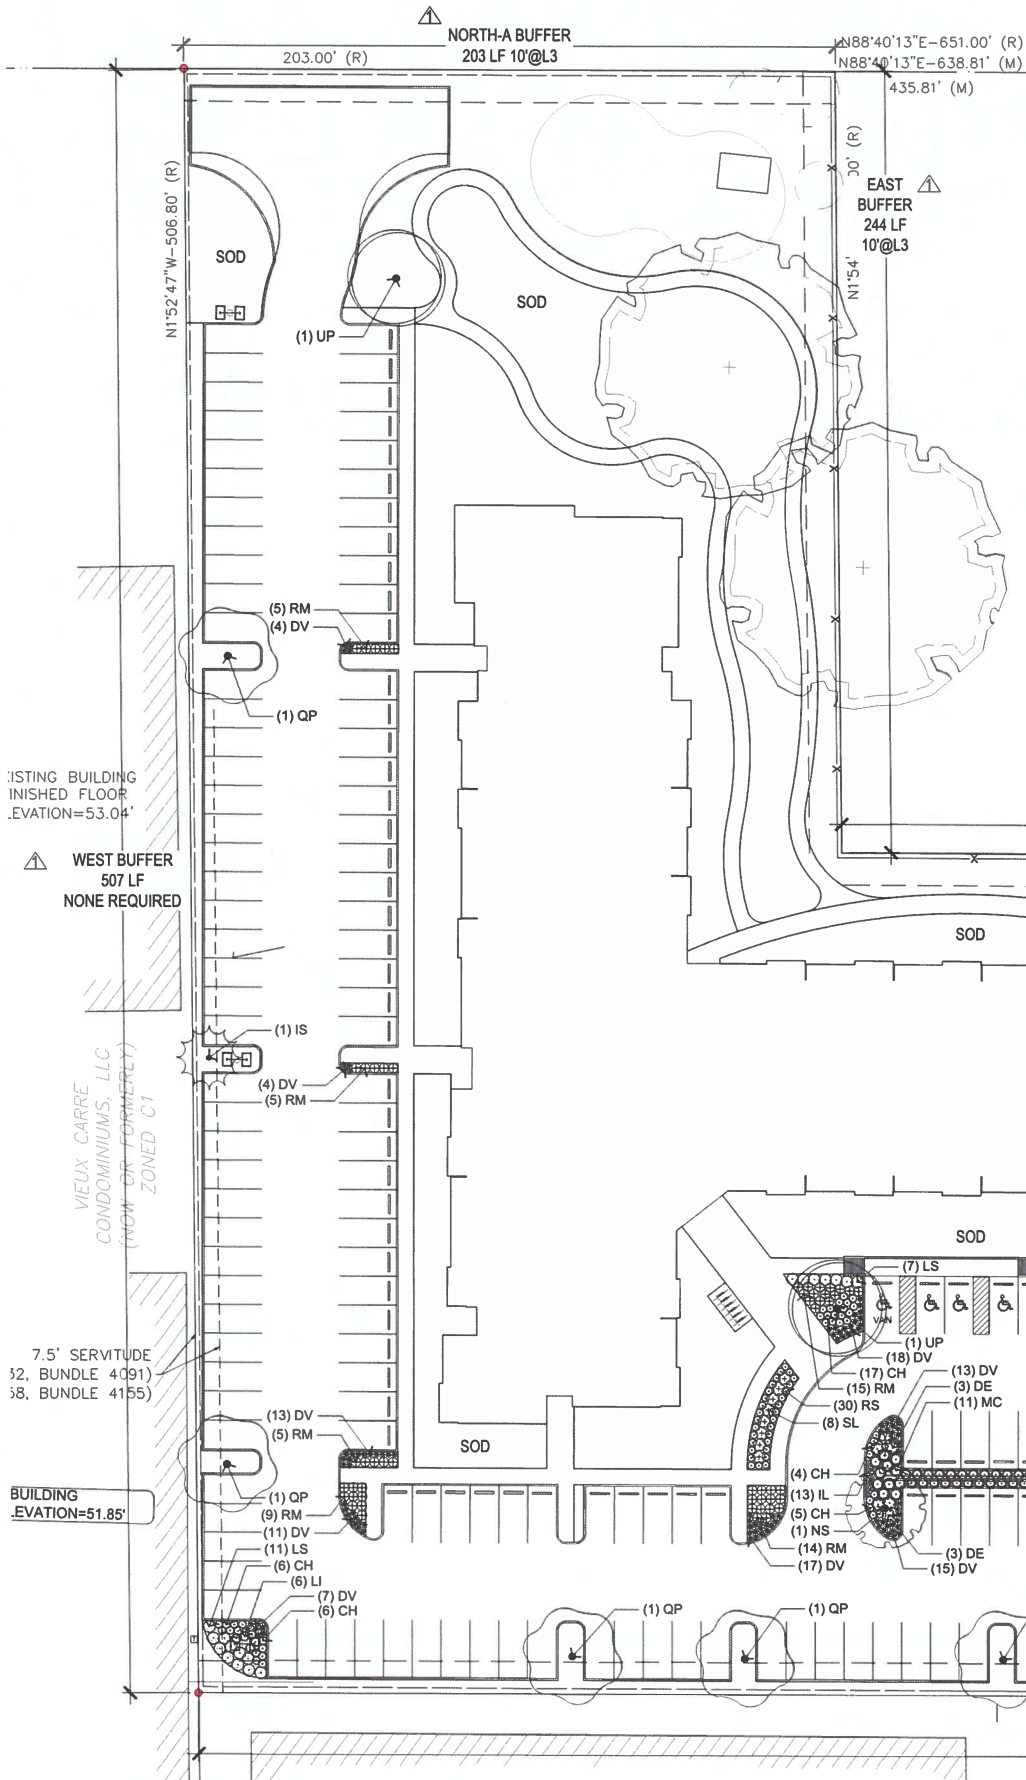 1
NORTH-A BUFFER
203 LF 10'@L3
203.00' (R)
N88°40'13"E-651.00' (R)
N88°40'13"E-638.81' (M)
435.81' (M)
N1°52'47"W-506.80' (R)
00' (R)
N1°54'
EAST
BUFFER
244 LF
10'@L3
1
SOD
SOD
(1) UP
(5) RM
(4) DV
(1) QP
ISTING BUILDING
INISHED FLOOR
EVATION=53.04'
1
WEST BUFFER
507 LF
NONE REQUIRED
SOD
(1) IS
(4) DV
(5) RM
VIEUX CARRE
CONDOMINIUMS, LLC
(NOW OR FORMERLY)
ZONED C1
SOD
(7) LS
VAN
(1) UP
(18) DV
(17) CH
(15) RM
(30) RS
(8) SL
(13) DV
(3) DE
(11) MC
7.5' SERVITUDE
32, BUNDLE 4091)
58, BUNDLE 4155)
(13) DV
(5) RM
SOD
(4) CH
(13) IL
(5) CH
(1) NS
BUILDING
EVATION=51.85'
(1) QP
(9) RM
(11) DV
(14) RM
(17) DV
(3) DE
(15) DV
(11) LS
(6) CH
(6) LI
(7) DV
(6) CH
(1) QP
(1) QP